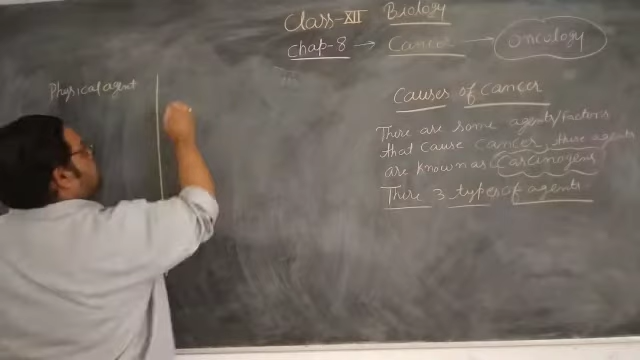 Class-XII Biology
Chap-8 → Cancer → Oncology
Physical agent
Causes of cancer
There are some agents/factors
that cause cancer, these agents
are known as Carcinogens
There 3 types of agents.